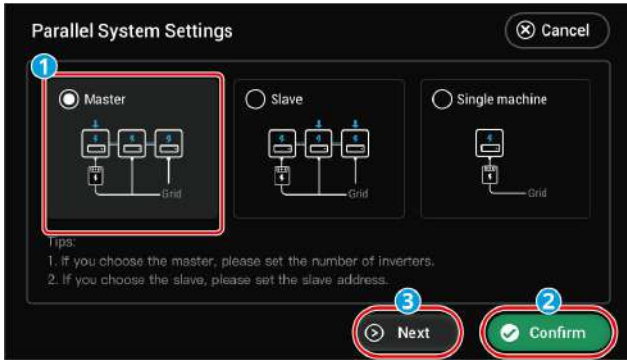 Parallel System Settings
Cancel
1
Master
Slave
Single machine
Grid
Grid
Grid
Tips:
1. If you choose the master, please set the number of inverters.
2. If you choose the slave, please set the slave address.
3
2
Next
Confirm